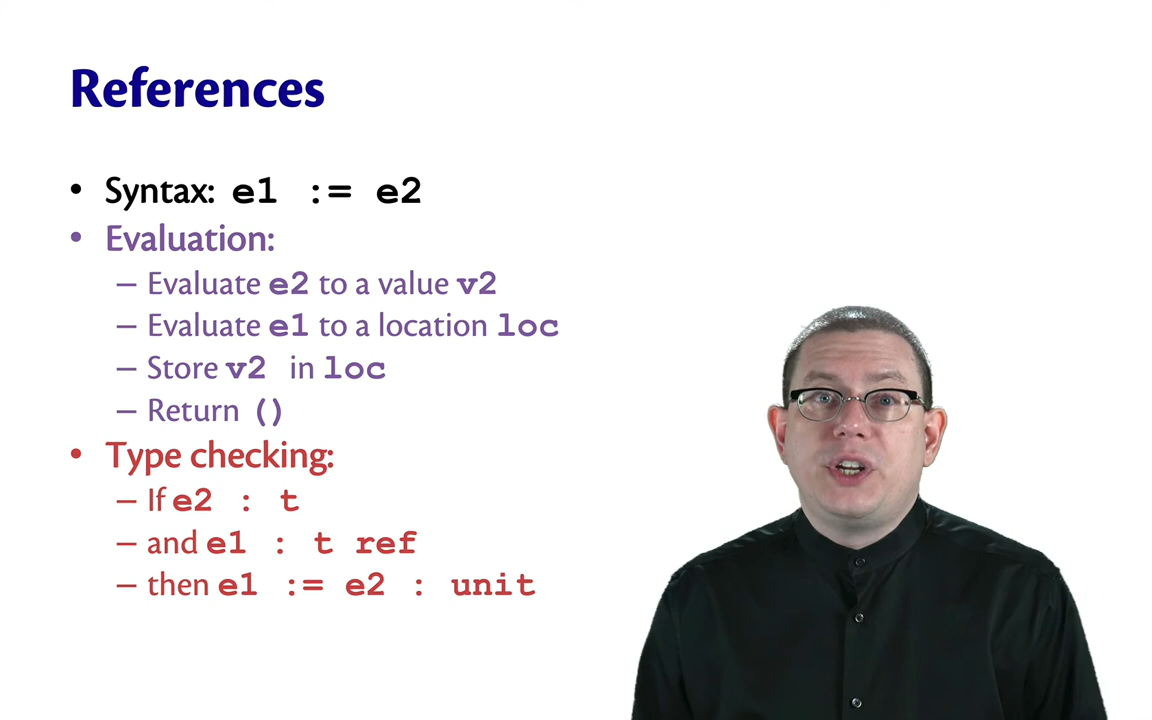 References
• Syntax: e1 := e2
• Evaluation:
– Evaluate e2 to a value v2
– Evaluate e1 to a location loc
– Store v2 in loc
– Return ()
• Type checking:
– If e2 : t
– and e1 : t ref
– then e1 := e2 : unit